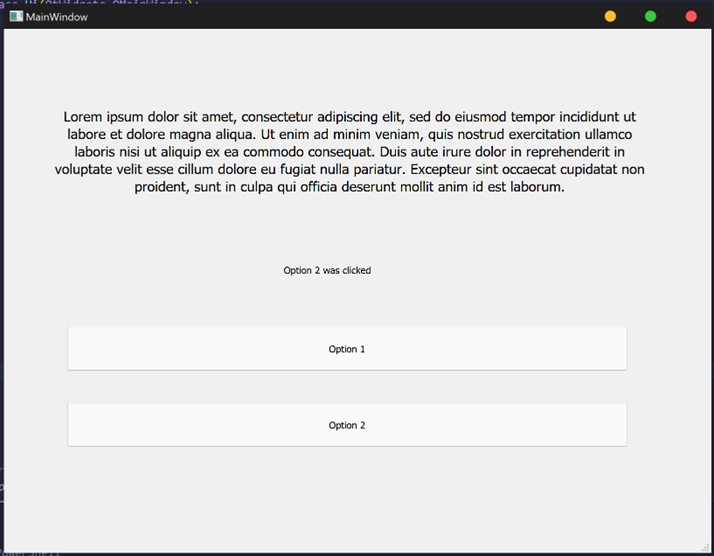 MainWindow
Lorem ipsum dolor sit amet, consectetur adipiscing elit, sed do eiusmod tempor incididunt ut
labore et dolore magna aliqua. Ut enim ad minim veniam, quis nostrud exercitation ullamco
laboris nisi ut aliquip ex ea commodo consequat. Duis aute irure dolor in reprehenderit in
voluptate velit esse cillum dolore eu fugiat nulla pariatur. Excepteur sint occaecat cupidatat non
proident, sunt in culpa qui officia deserunt mollit anim id est laborum.
Option 2 was clicked
Option 1
Option 2